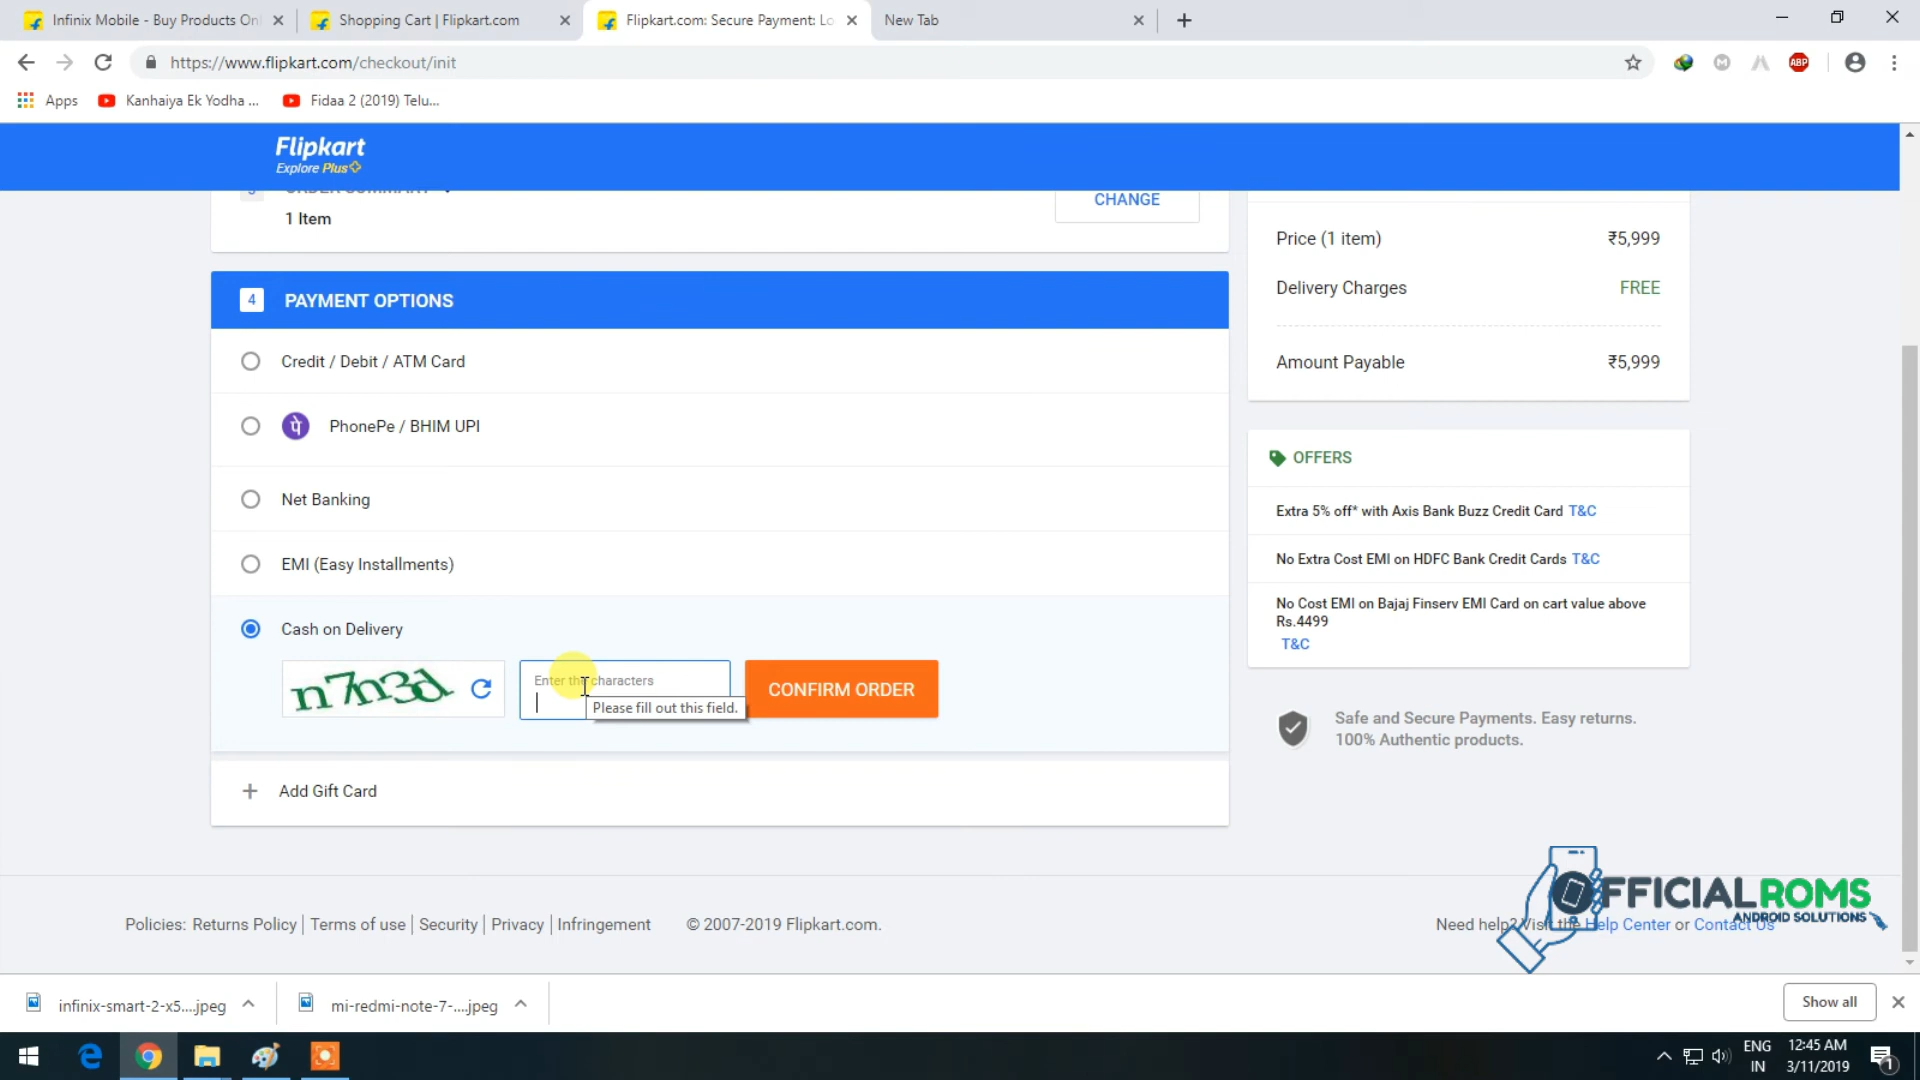 Infinix Mobile - Buy Products On
Shopping Cart | Flipkart.com
Flipkart.com: Secure Payment: Lo
New Tab
https://www.flipkart.com/checkout/init
ABP
Apps
Kanhaiya Ek Yodha ...
Fidaa 2 (2019) Telu...
Flipkart
Explore Plus
3 ORDER SUMMARY
1 Item
CHANGE
Price (1 item) ₹5,999
Delivery Charges FREE
Amount Payable ₹5,999
4 PAYMENT OPTIONS
Credit / Debit / ATM Card
पे PhonePe / BHIM UPI
Net Banking
EMI (Easy Installments)
Cash on Delivery
n7n3d
Enter the characters
Please fill out this field.
CONFIRM ORDER
+ Add Gift Card
OFFERS
Extra 5% off* with Axis Bank Buzz Credit Card T&C
No Extra Cost EMI on HDFC Bank Credit Cards T&C
No Cost EMI on Bajaj Finserv EMI Card on cart value above
Rs.4499
T&C
Safe and Secure Payments. Easy returns.
100% Authentic products.
OFFICIALROMS
ANDROID SOLUTIONS
Policies: Returns Policy | Terms of use | Security | Privacy | Infringement © 2007-2019 Flipkart.com.
Need help? Visit the Help Center or Contact Us
infinix-smart-2-x5....jpeg
mi-redmi-note-7-....jpeg
Show all
ENG
IN
12:45 AM
3/11/2019
1